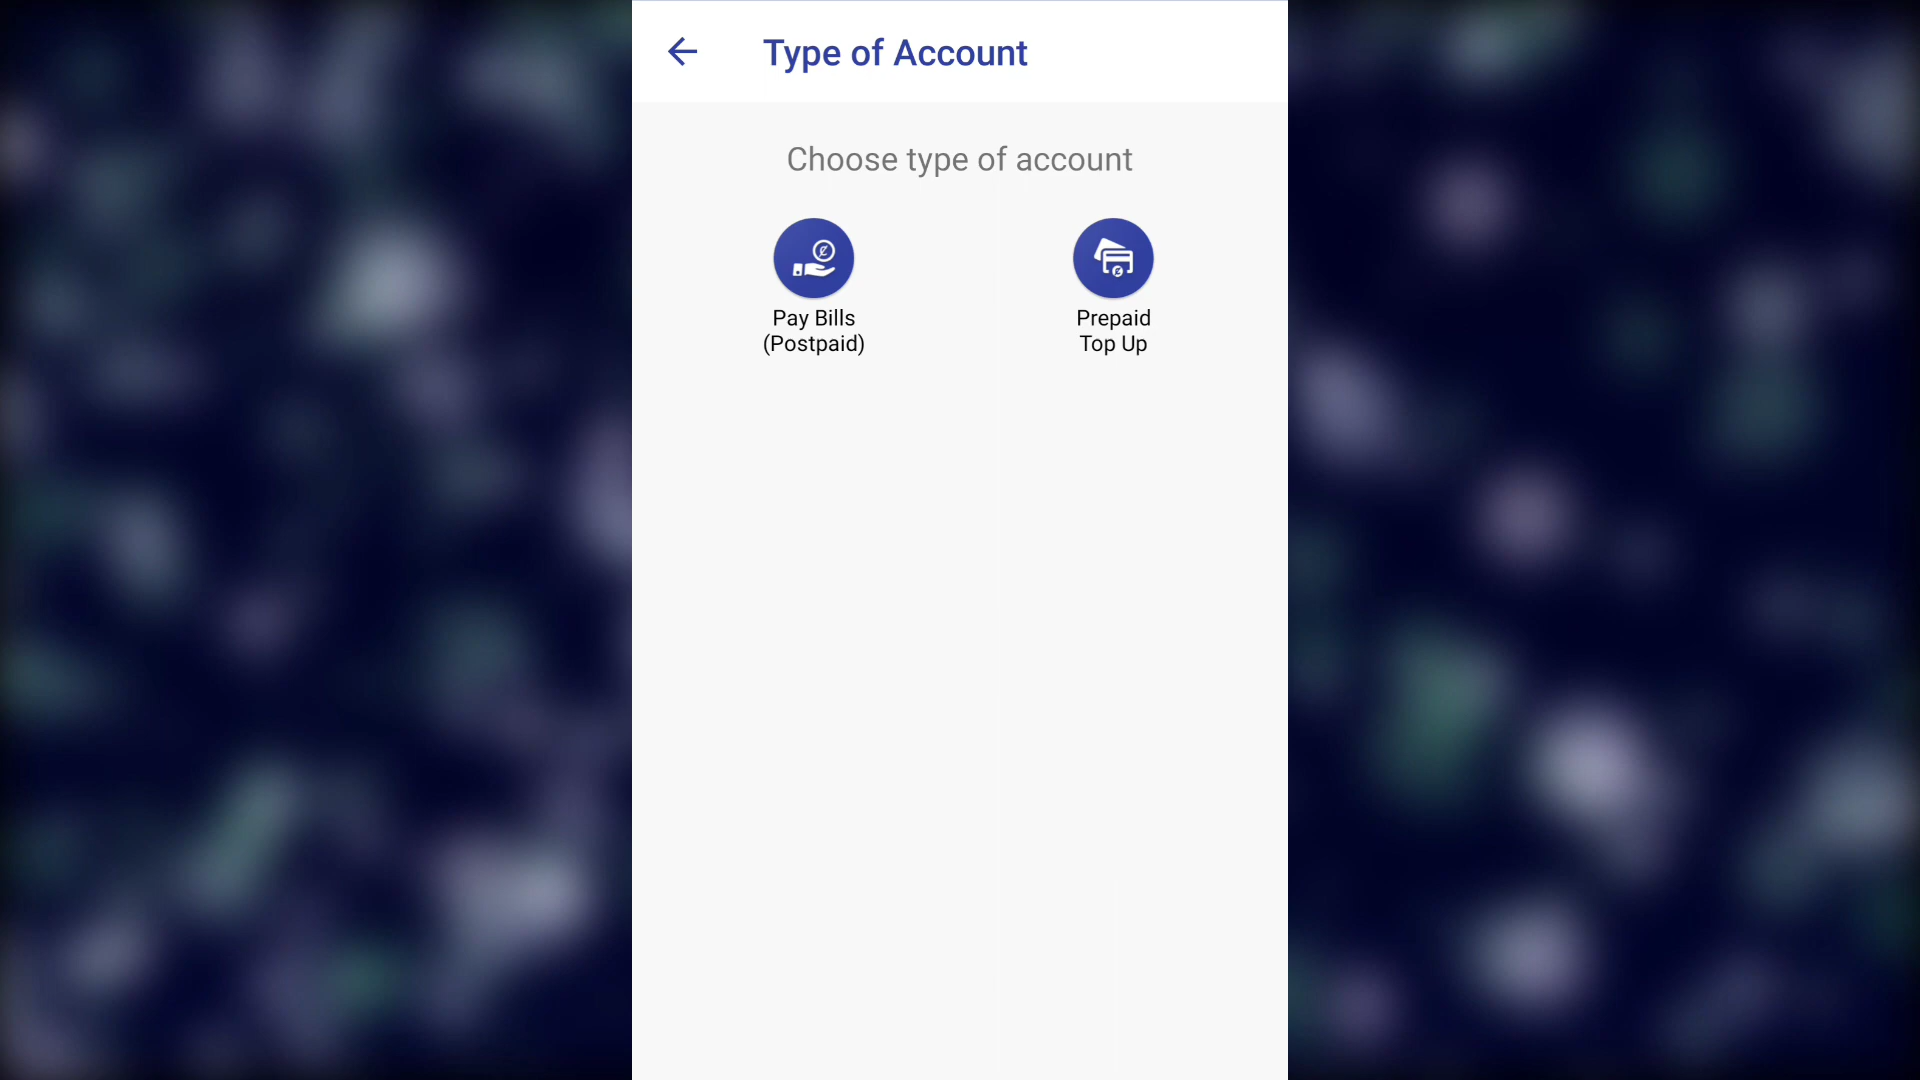 Type of Account
Choose type of account
Pay Bills
(Postpaid)
Prepaid
Top Up